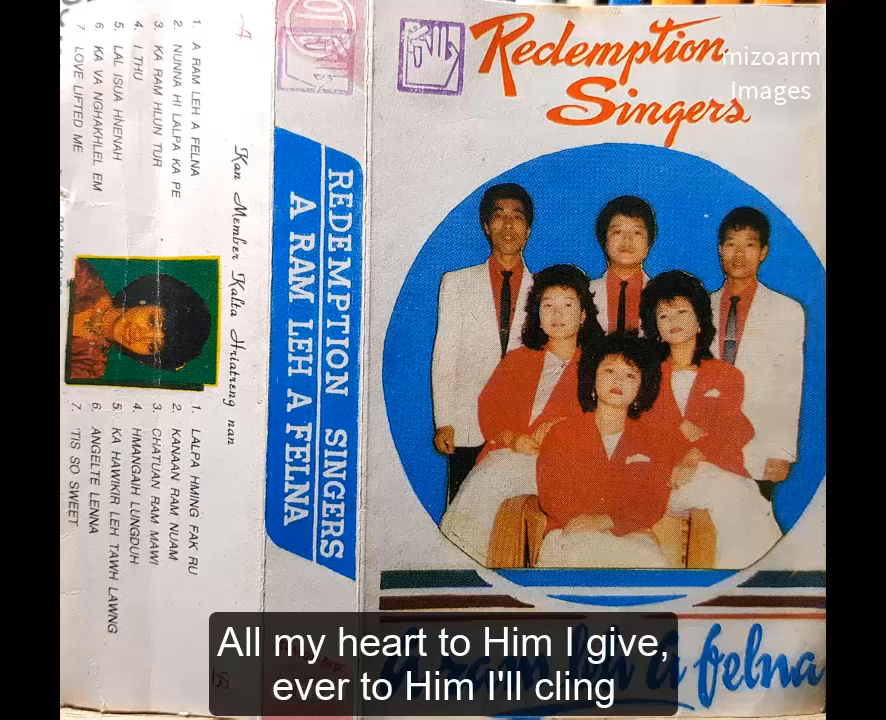 Redemption
Singers
mizoarm
Images
REDEMPTION SINGERS
A RAM LEH A FELNA
A
1. A RAM LEH A FELNA
2. NUNNA HI LALPA KA PE
3. KA RAM HLUN TUR
4. I THU
5. LAL ISUA HNENAH
6. KA VA NGHAKHLEL EM
7 LOVE LIFTED ME
Kan Member Kalta Hriatreng nan
1. LALPA HMING FAK RU
2. KANAAN RAM NUAM
3. CHATUAN RAM MAWI
4. HMANGAIH LUNGDUH
5. KA HAWIKIR LEH TAWH LAWNG
6. ANGELTE LENNA
7. 'TIS SO SWEET
A ram leh A felna
All my heart to Him I give,
ever to Him I'll cling